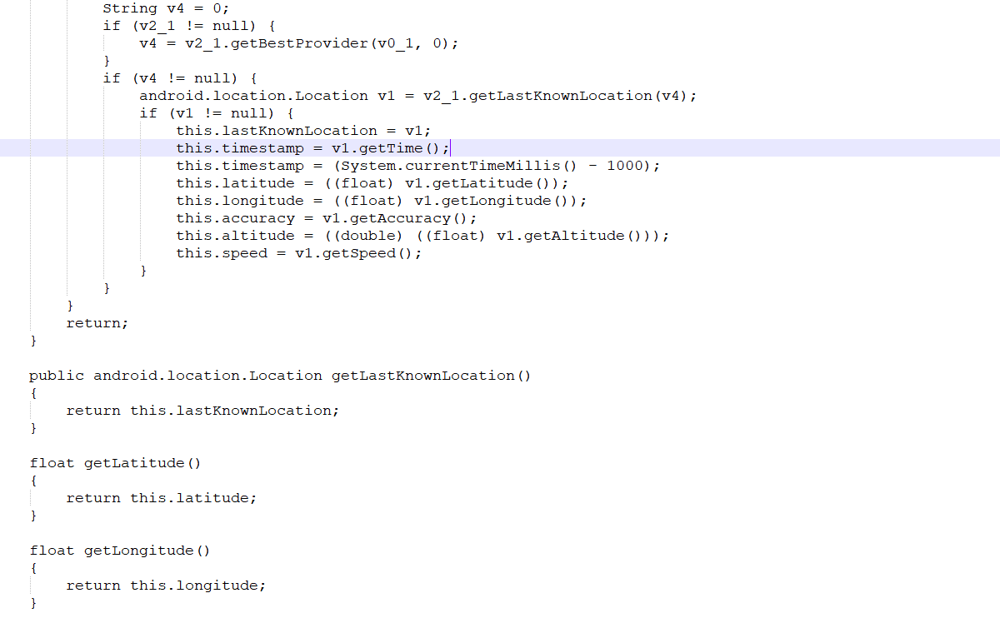 String v4 = 0;
if (v2_1 != null) {
v4 = v2_1.getBestProvider(v0_1, 0);
}
if (v4 != null) {
android.location.Location v1 = v2_1.getLastKnownLocation(v4);
if (v1 != null) {
this.lastKnownLocation = v1;
this.timestamp = v1.getTime();
this.timestamp = (System.currentTimeMillis() - 1000);
this.latitude = ((float) v1.getLatitude());
this.longitude = ((float) v1.getLongitude());
this.accuracy = v1.getAccuracy();
this.altitude = ((double) ((float) v1.getAltitude()));
this.speed = v1.getSpeed();
}
}
}
return;
}
public android.location.Location getLastKnownLocation()
{
return this.lastKnownLocation;
}
float getLatitude()
{
return this.latitude;
}
float getLongitude()
{
return this.longitude;
}